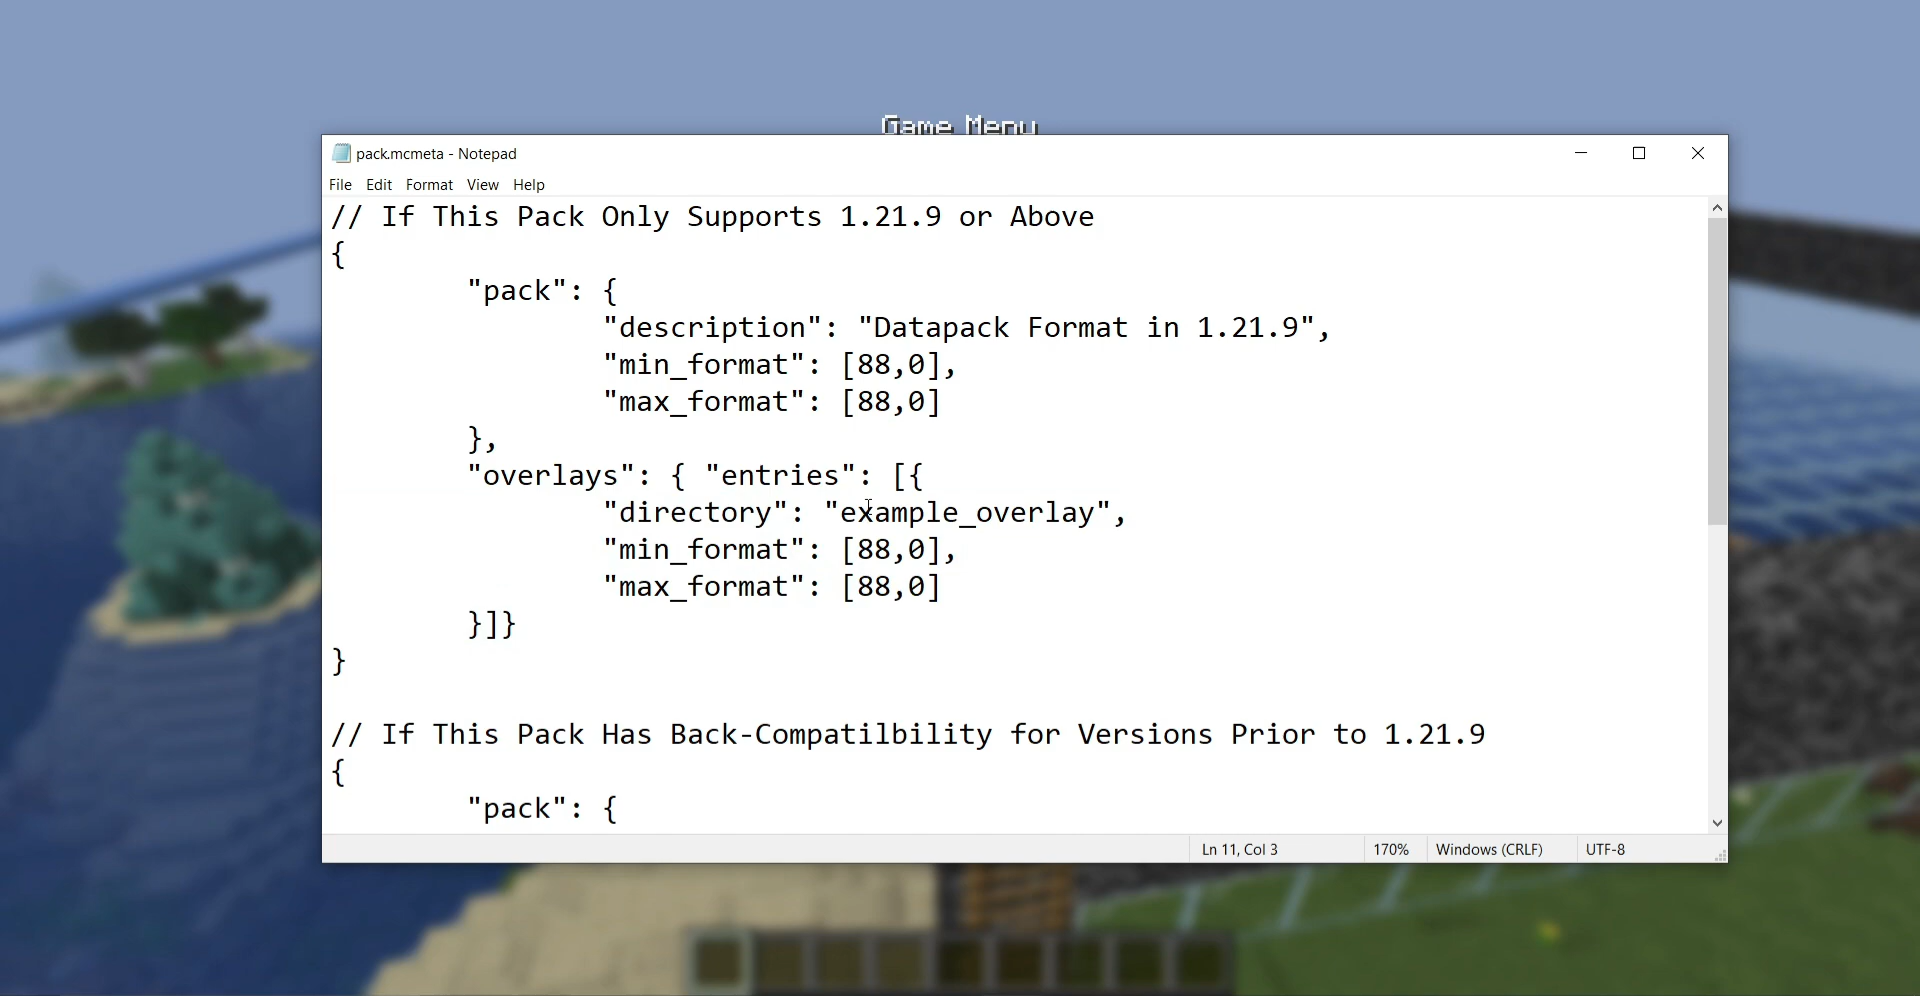 Game Menu
pack.mcmeta - Notepad
File Edit Format View Help
// If This Pack Only Supports 1.21.9 or Above
{
"pack": {
"description": "Datapack Format in 1.21.9",
"min_format": [88,0],
"max_format": [88,0]
},
"overlays": { "entries": [{
"directory": "example_overlay",
"min_format": [88,0],
"max_format": [88,0]
}]}
}
// If This Pack Has Back-Compatilbility for Versions Prior to 1.21.9
{
"pack": {
Ln 11, Col 3 170% Windows (CRLF) UTF-8